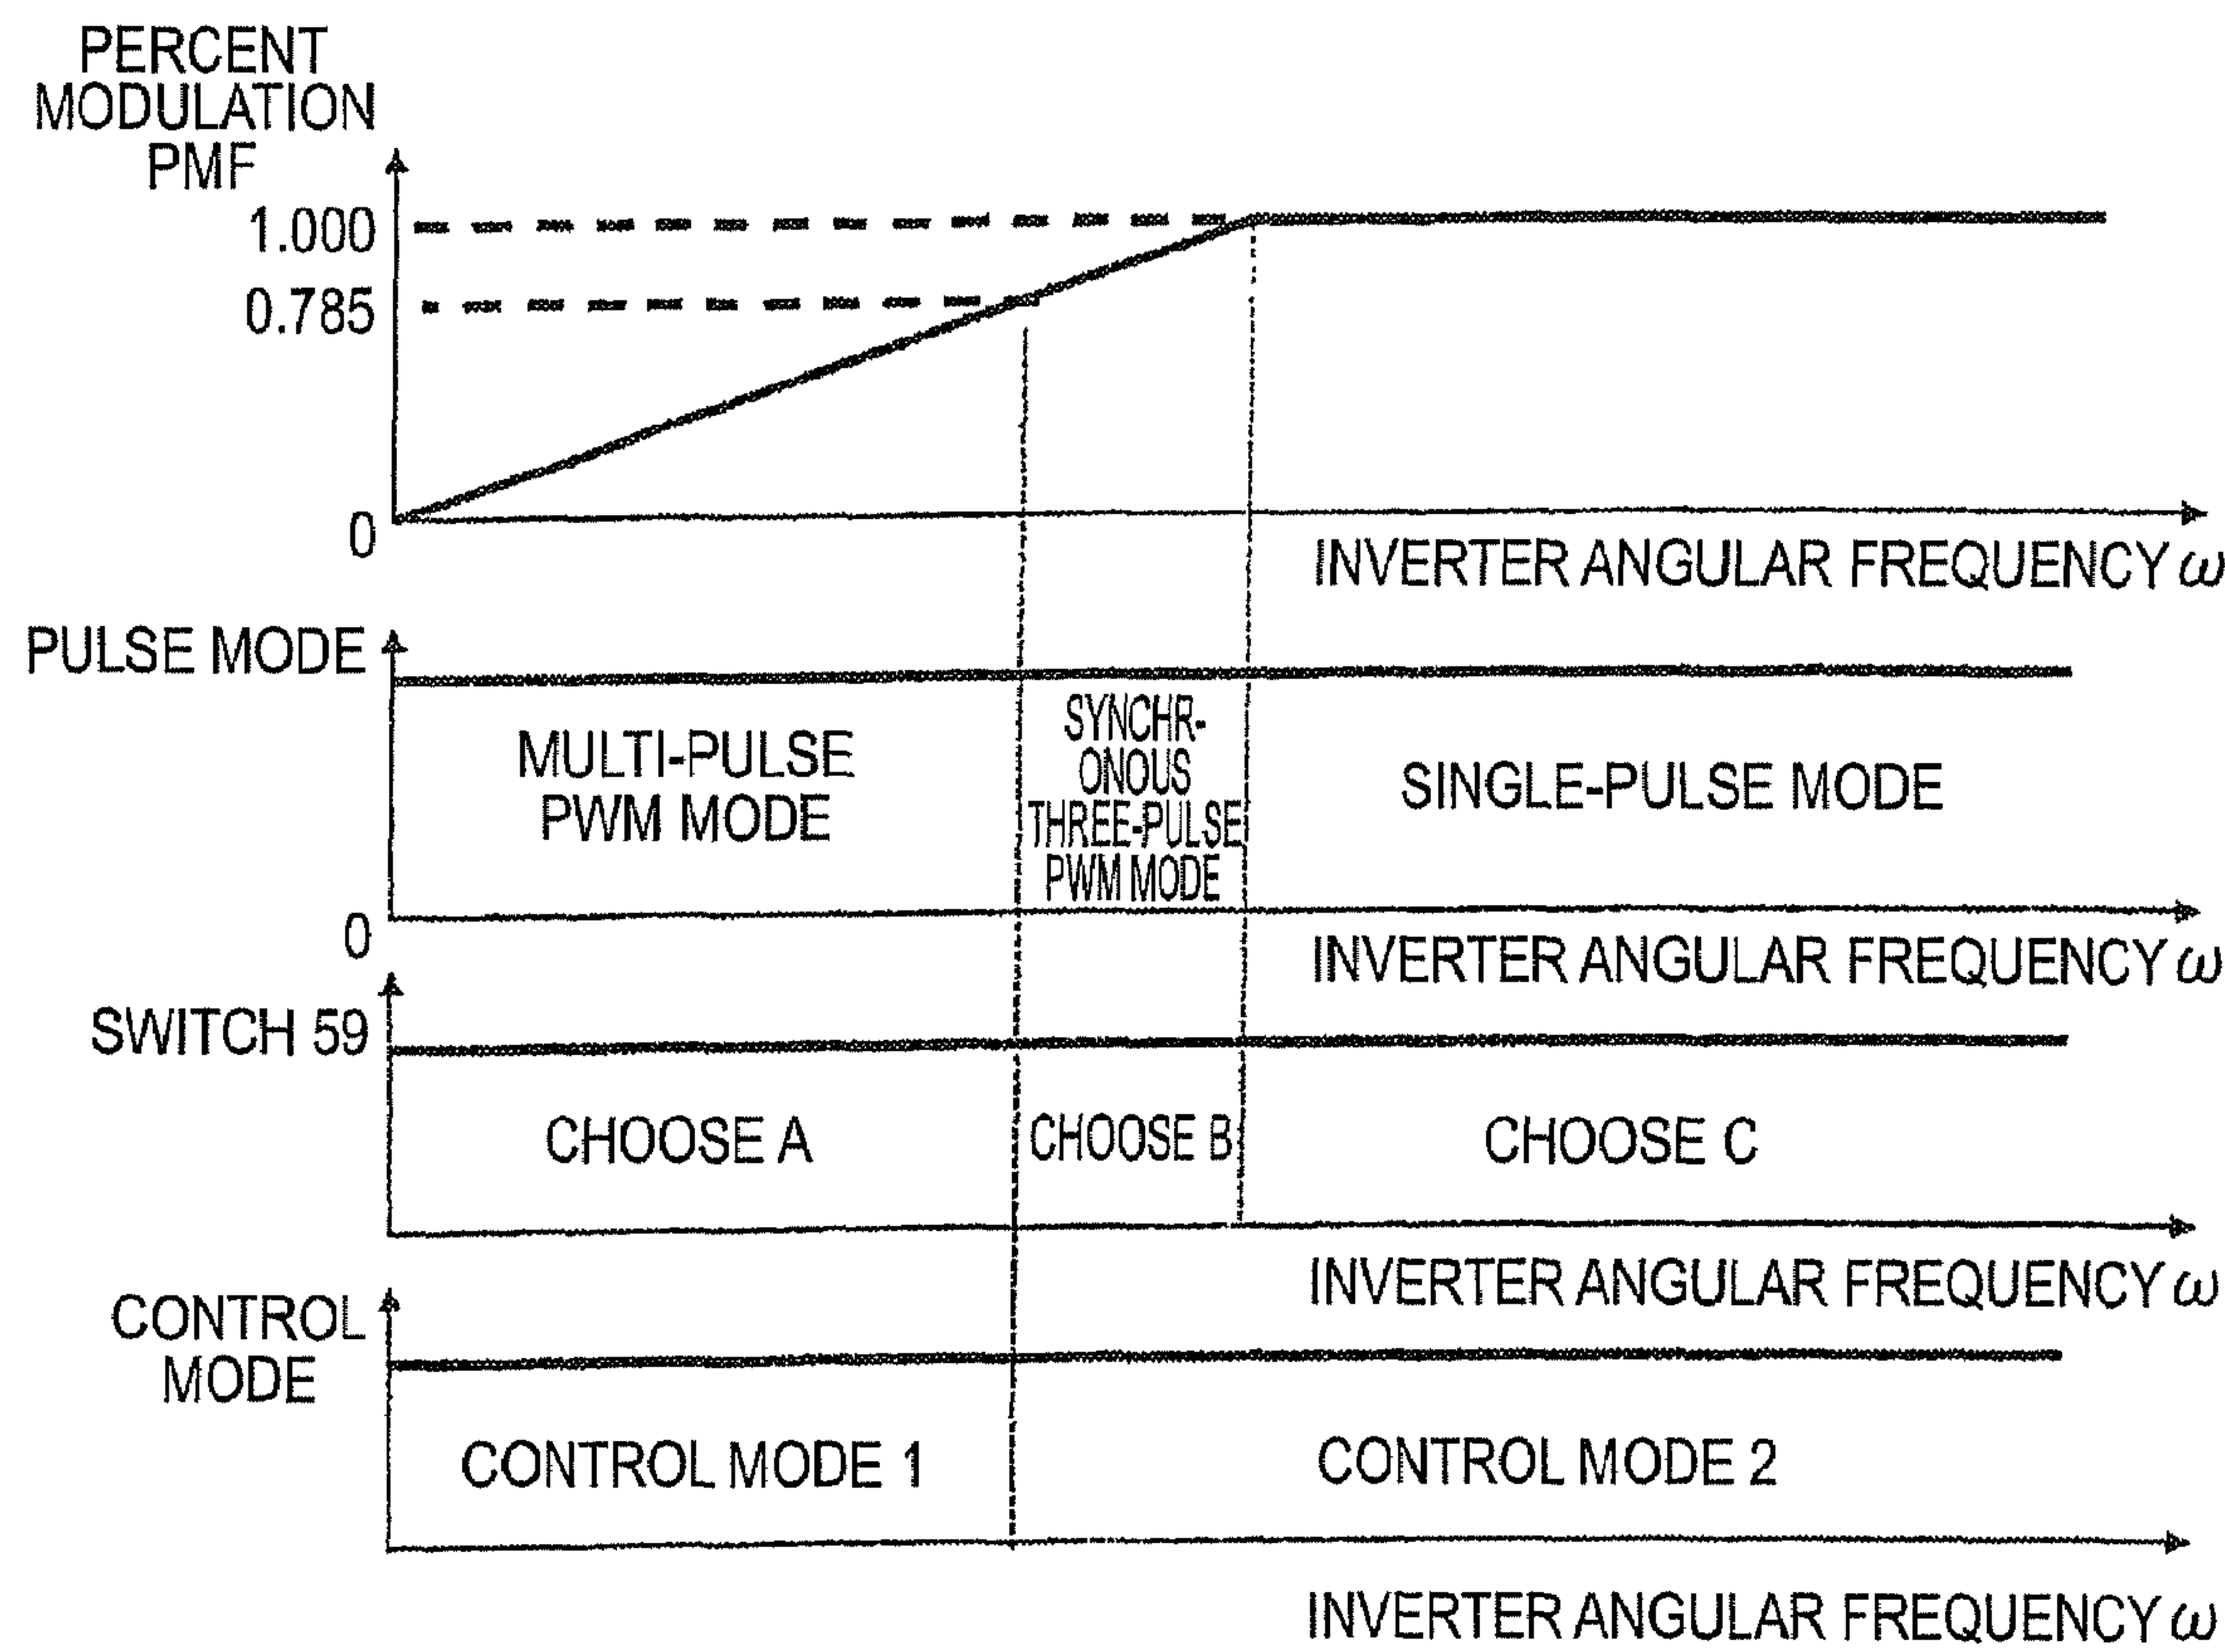 PERCENT
MODULATION
PMF
1.000
0.785
0
INVERTER ANGULAR FREQUENCY ω
PULSE MODE
MULTI-PULSE
PWM MODE
SYNCHR-
ONOUS
THREE-PULSE
PWM MODE
SINGLE-PULSE MODE
0
INVERTER ANGULAR FREQUENCY ω
SWITCH 59
CHOOSE A
CHOOSE B
CHOOSE C
INVERTER ANGULAR FREQUENCY ω
CONTROL
MODE
CONTROL MODE 1
CONTROL MODE 2
INVERTER ANGULAR FREQUENCY ω